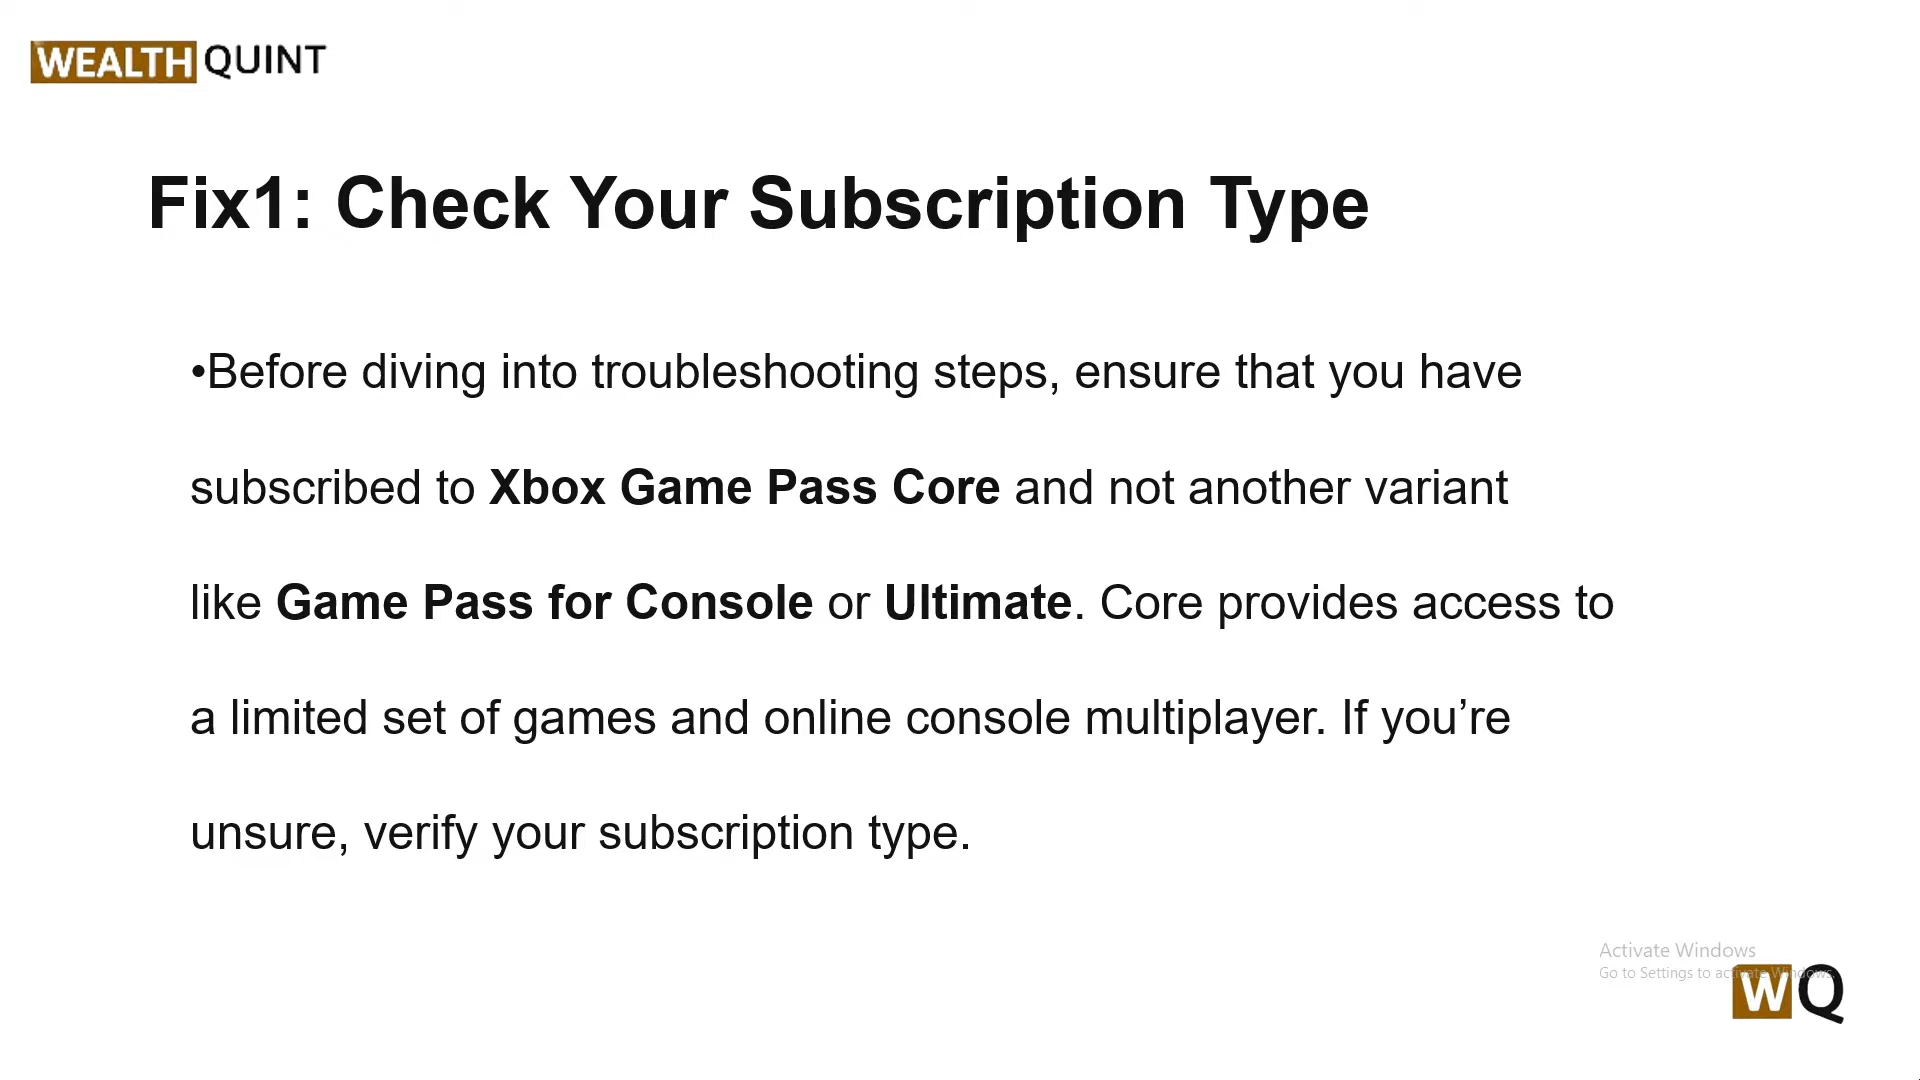 WEALTH QUINT
Fix1: Check Your Subscription Type
•Before diving into troubleshooting steps, ensure that you have
subscribed to Xbox Game Pass Core and not another variant
like Game Pass for Console or Ultimate. Core provides access to
a limited set of games and online console multiplayer. If you’re
unsure, verify your subscription type.
Activate Windows
Go to Settings to activate Windows.
WQ